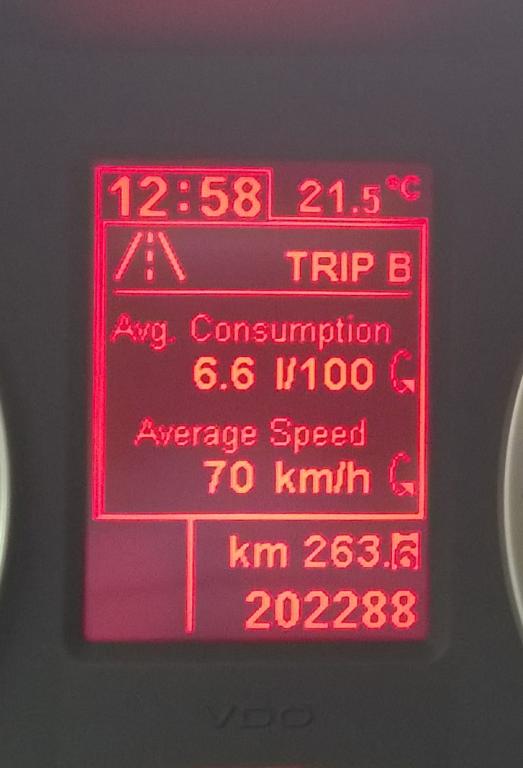 12:58 21.5°C
TRIP B
Avg. Consumption
6.6 l/100
Average Speed
70 km/h
km 263.6
202288
VDO